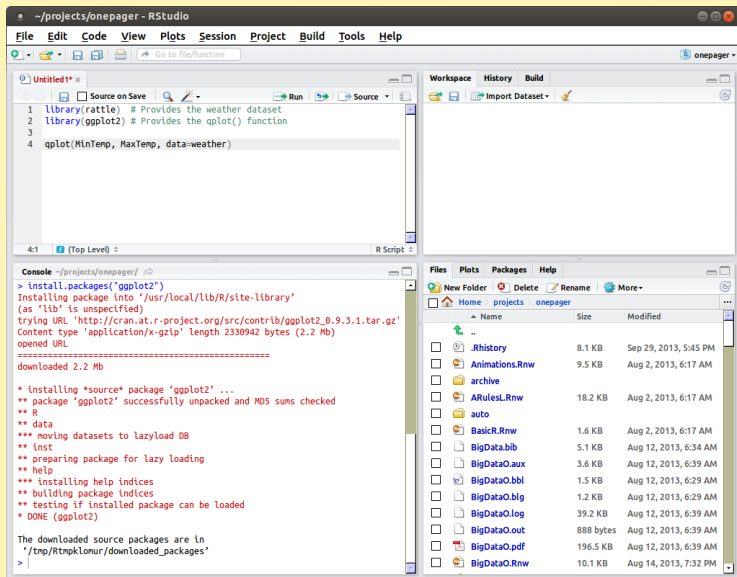 ~/projects/onepager - RStudio
File Edit Code View Plots Session Project Build Tools Help
Go to file/function
onepager
Untitled1*
Source on Save
Run
Source
1 library(rattle) # Provides the weather dataset
2 library(ggplot2) # Provides the qplot() function
3
4 qplot(MinTemp, MaxTemp, data=weather)
4:1 (Top Level) R Script
Console ~/projects/onepager/
> install.packages("ggplot2")
Installing package into ‘/usr/local/lib/R/site-library’
(as ‘lib’ is unspecified)
trying URL 'http://cran.at.r-project.org/src/contrib/ggplot2_0.9.3.1.tar.gz'
Content type 'application/x-gzip' length 2330942 bytes (2.2 Mb)
opened URL
==================================================
downloaded 2.2 Mb
* installing *source* package ‘ggplot2’ ...
** package ‘ggplot2’ successfully unpacked and MD5 sums checked
** R
** data
*** moving datasets to lazyload DB
** inst
** preparing package for lazy loading
** help
*** installing help indices
** building package indices
** testing if installed package can be loaded
* DONE (ggplot2)
The downloaded source packages are in
‘/tmp/Rtmpklomur/downloaded_packages’
>
Workspace History Build
Import Dataset
Files Plots Packages Help
New Folder Delete Rename More
Home projects onepager ...
Name Size Modified
..
.Rhistory 8.1 KB Sep 29, 2013, 5:45 PM
Animations.Rnw 9.5 KB Aug 2, 2013, 6:17 AM
archive
ARulesL.Rnw 18.2 KB Aug 2, 2013, 6:17 AM
auto
BasicR.Rnw 1.6 KB Aug 2, 2013, 6:17 AM
BigData.bib 5.1 KB Aug 12, 2013, 6:34 AM
BigDataO.aux 3.6 KB Aug 12, 2013, 6:39 AM
BigDataO.bbl 1.5 KB Aug 12, 2013, 6:29 AM
BigDataO.blg 1.2 KB Aug 12, 2013, 6:29 AM
BigDataO.log 39.2 KB Aug 12, 2013, 6:39 AM
BigDataO.out 888 bytes Aug 12, 2013, 6:39 AM
BigDataO.pdf 196.5 KB Aug 12, 2013, 6:39 AM
BigDataO.Rnw 10.1 KB Aug 14, 2013, 7:32 PM